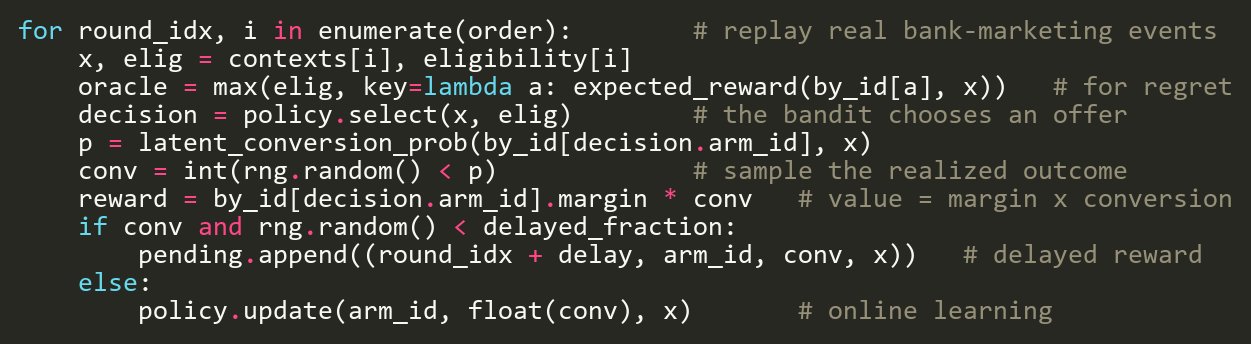 for round_idx, i in enumerate(order):        # replay real bank-marketing events
    x, elig = contexts[i], eligibility[i]
    oracle = max(elig, key=lambda a: expected_reward(by_id[a], x))   # for regret
    decision = policy.select(x, elig)        # the bandit chooses an offer
    p = latent_conversion_prob(by_id[decision.arm_id], x)
    conv = int(rng.random() < p)             # sample the realized outcome
    reward = by_id[decision.arm_id].margin * conv   # value = margin x conversion
    if conv and rng.random() < delayed_fraction:
        pending.append((round_idx + delay, arm_id, conv, x))   # delayed reward
    else:
        policy.update(arm_id, float(conv), x)       # online learning